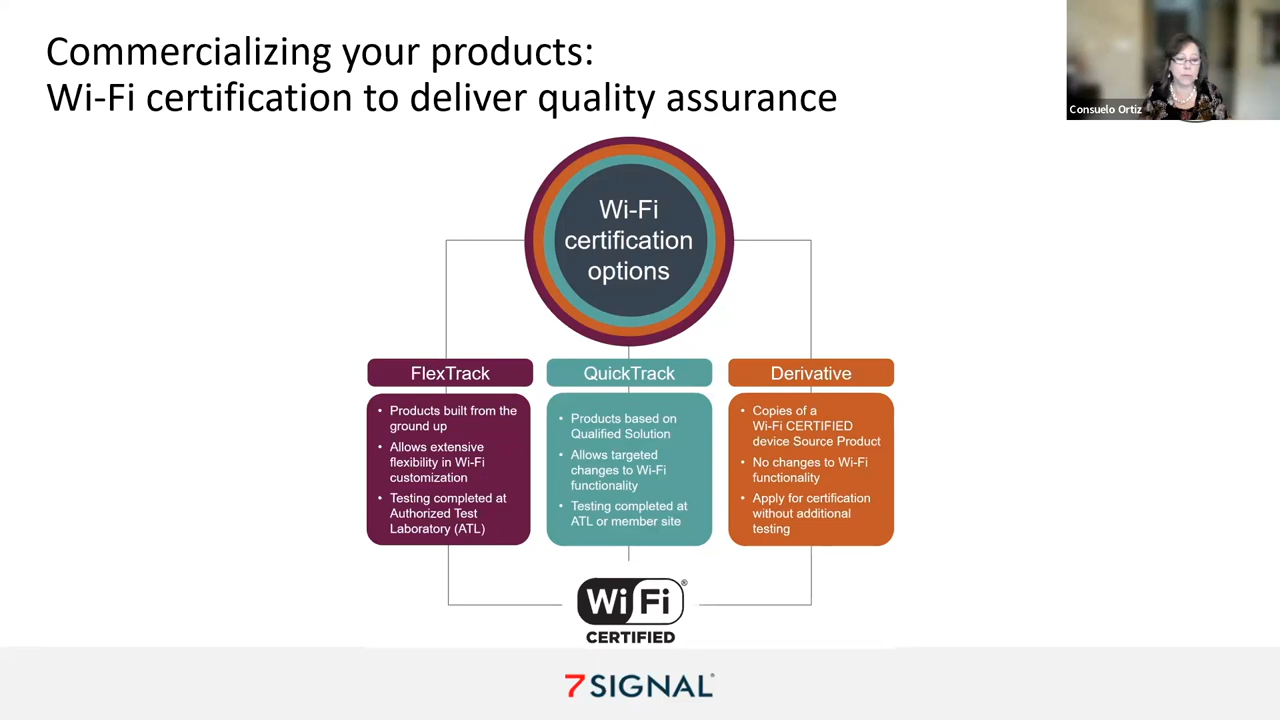 Commercializing your products:
Wi-Fi certification to deliver quality assurance
Consuelo Ortiz
Wi-Fi
certification
options
FlexTrack
• Products built from the
ground up
• Allows extensive
flexibility in Wi-Fi
customization
• Testing completed at
Authorized Test
Laboratory (ATL)
QuickTrack
• Products based on
Qualified Solution
• Allows targeted
changes to Wi-Fi
functionality
• Testing completed at
ATL or member site
Derivative
• Copies of a
Wi-Fi CERTIFIED
device Source Product
• No changes to Wi-Fi
functionality
• Apply for certification
without additional
testing
Wi Fi®
CERTIFIED
7SIGNAL®